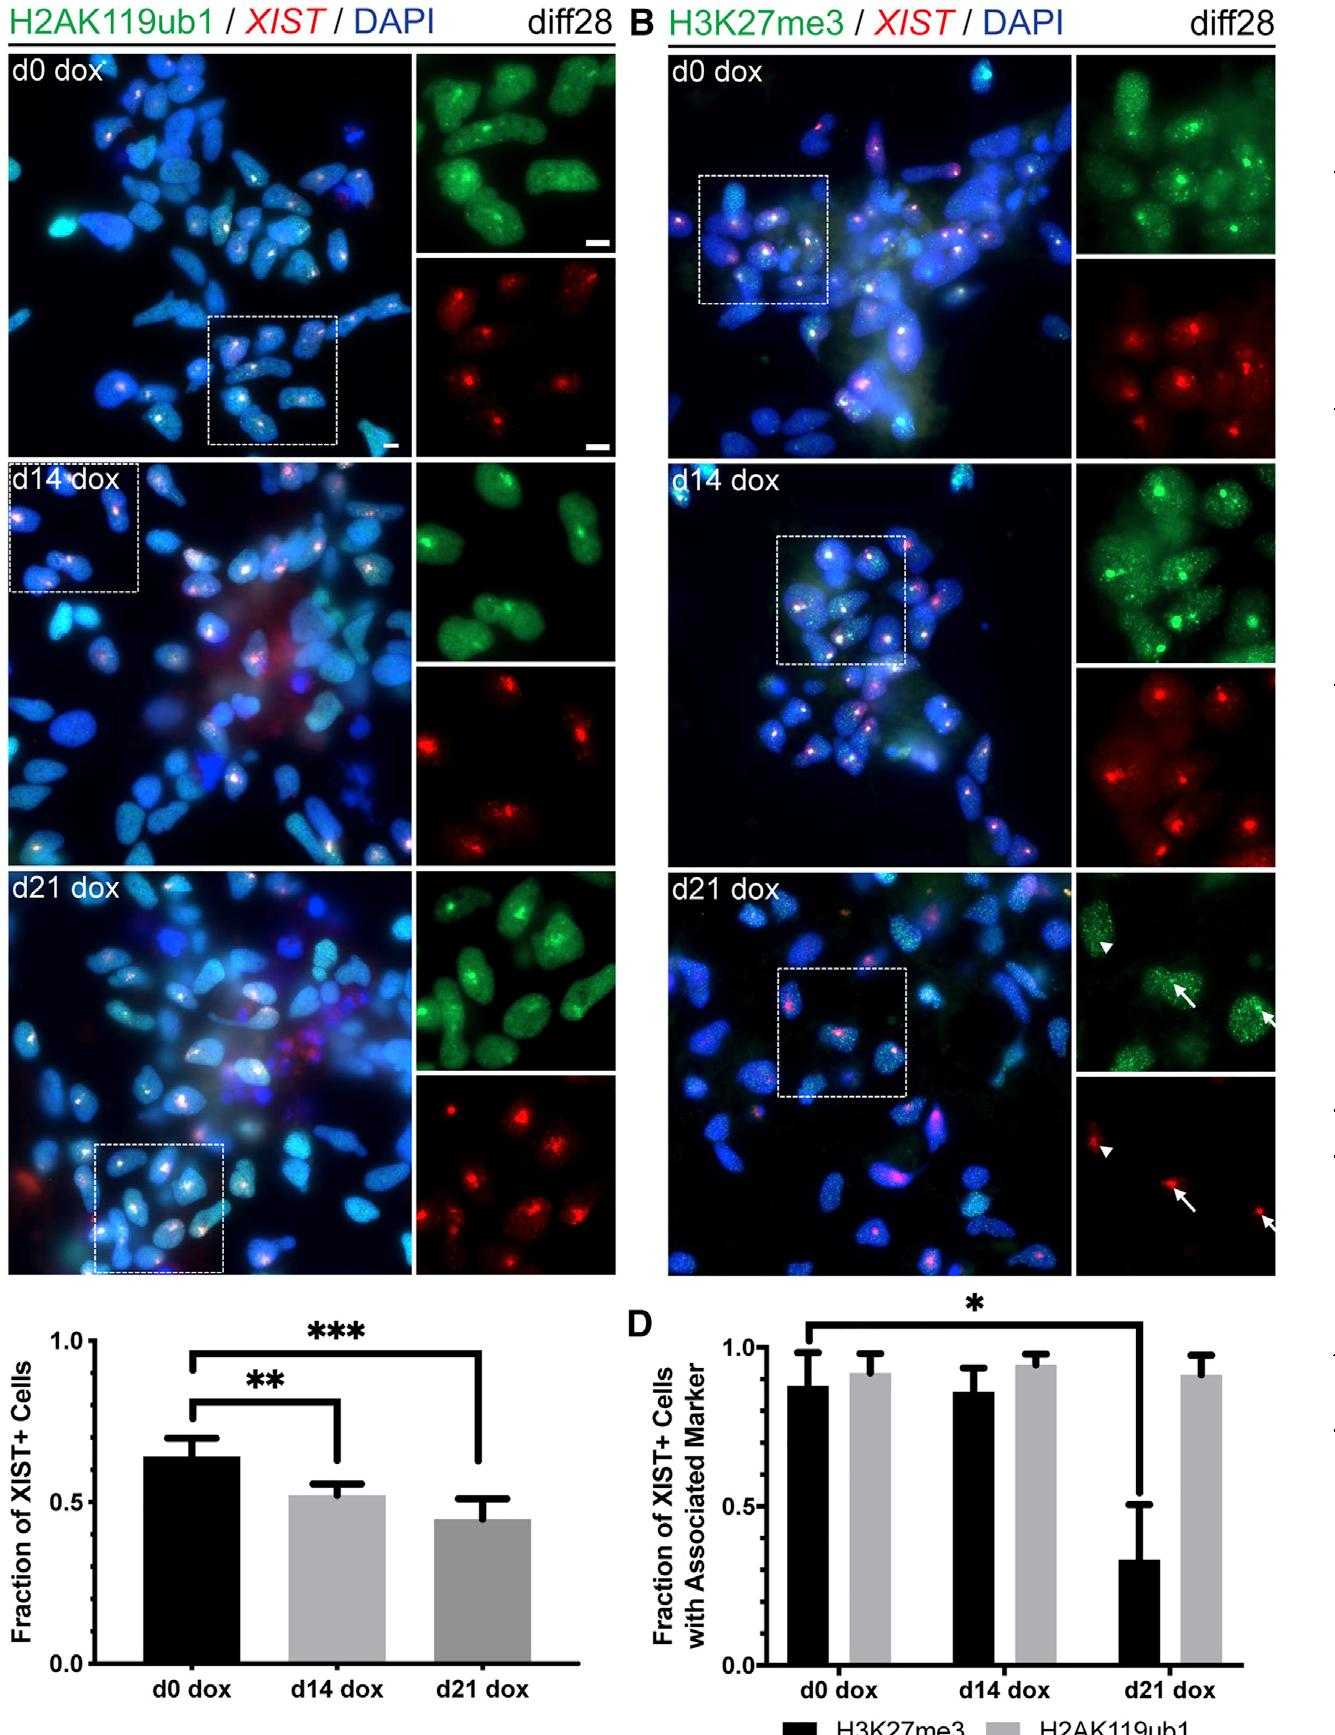 H2AK119ub1 / XIST / DAPI diff28
B H3K27me3 / XIST / DAPI diff28
d0 dox
d0 dox
d14 dox
d14 dox
d21 dox
d21 dox
***
**
1.0
0.5
0.0
Fraction of XIST+ Cells
d0 dox d14 dox d21 dox
D
*
1.0
0.5
0.0
Fraction of XIST+ Cells
with Associated Marker
d0 dox d14 dox d21 dox
H3K27me3 H2AK119ub1